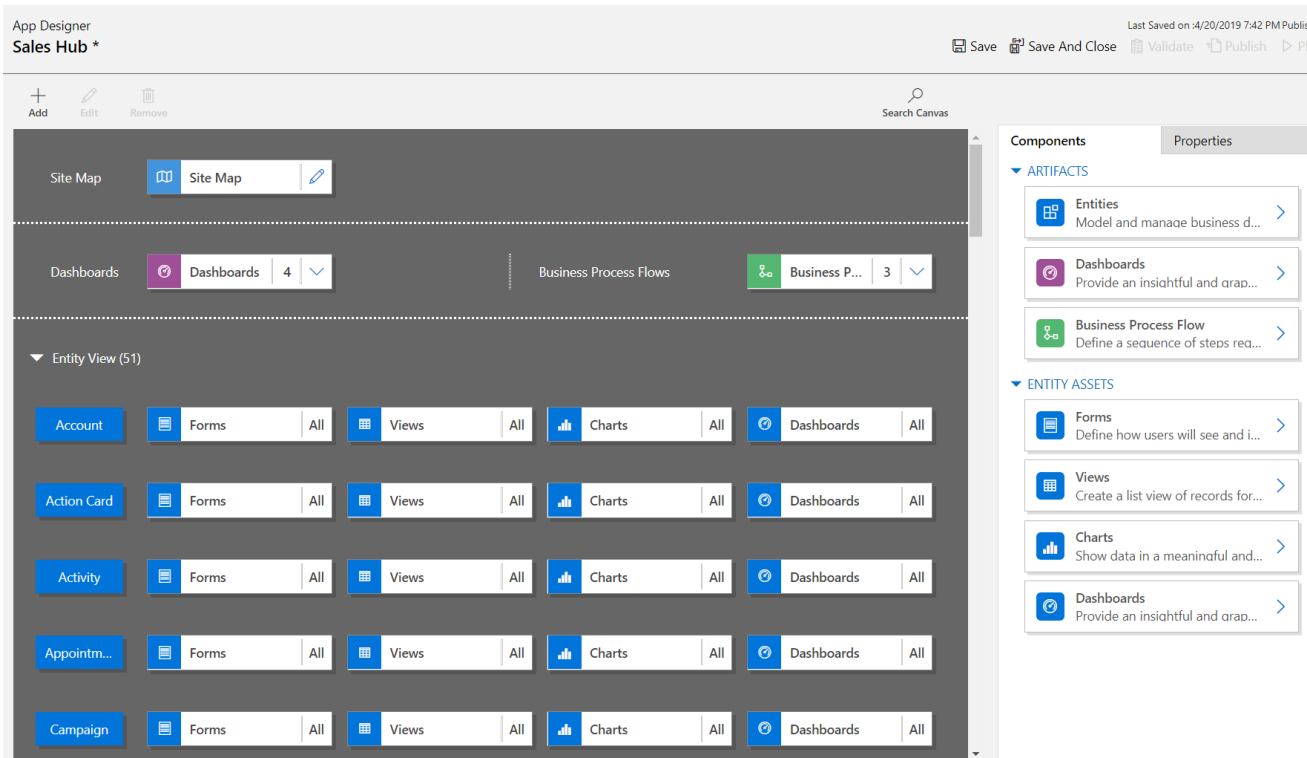 App Designer
Last Saved on :4/20/2019 7:42 PM Publis
Sales Hub *
Save Save And Close Validate Publish Pl
Add Edit Remove Search Canvas
Components Properties
ARTIFACTS
Site Map Site Map
Entities
Model and manage business d...
Dashboards Dashboards 4 Business Process Flows Business P... 3
Dashboards
Provide an insightful and grap...
Business Process Flow
Define a sequence of steps req...
Entity View (51)
ENTITY ASSETS
Account Forms All Views All Charts All Dashboards All
Forms
Define how users will see and i...
Action Card Forms All Views All Charts All Dashboards All
Views
Create a list view of records for...
Charts
Show data in a meaningful and...
Activity Forms All Views All Charts All Dashboards All
Dashboards
Provide an insightful and grap...
Appointm... Forms All Views All Charts All Dashboards All
Campaign Forms All Views All Charts All Dashboards All